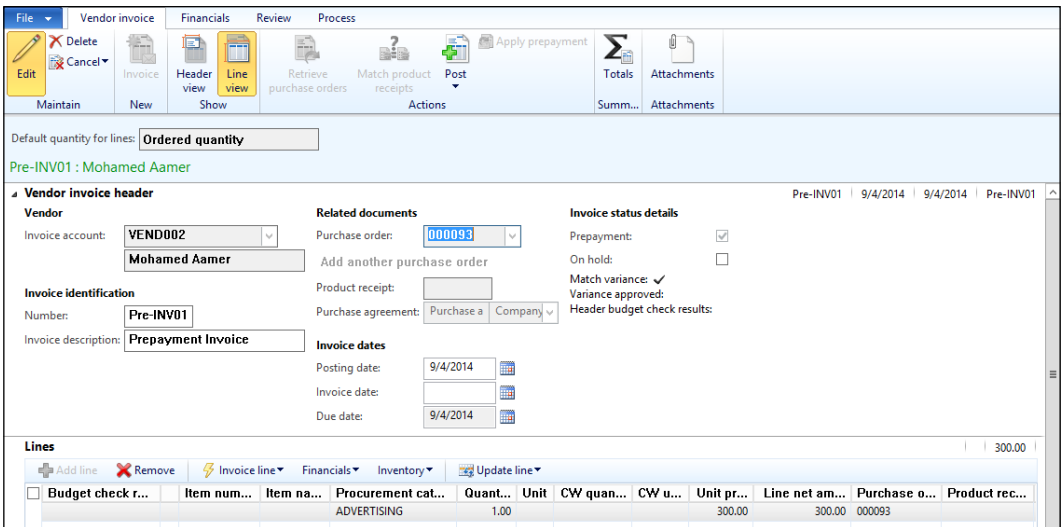 File Vendor invoice Financials Review Process
Edit
Delete
Cancel
Maintain
Invoice
New
Header view
Line view
Show
Retrieve purchase orders
Match product receipts
Post
Apply prepayment
Actions
Totals
Summ...
Attachments
Attachments
Default quantity for lines: Ordered quantity
Pre-INV01 : Mohamed Aamer
Vendor invoice header Pre-INV01 9/4/2014 9/4/2014 Pre-INV01
Vendor
Invoice account: VEND002
Mohamed Aamer
Invoice identification
Number: Pre-INV01
Invoice description: Prepayment Invoice
Related documents
Purchase order: 000093
Add another purchase order
Product receipt:
Purchase agreement: Purchase a Company
Invoice dates
Posting date: 9/4/2014
Invoice date:
Due date: 9/4/2014
Invoice status details
Prepayment:
On hold:
Match variance: ✓
Variance approved:
Header budget check results:
Lines 300.00
Add line Remove Invoice line Financials Inventory Update line
Budget check r... Item num... Item na... Procurement cat... Quant... Unit CW quan... CW u... Unit pr... Line net am... Purchase o... Product rec...
ADVERTISING 1.00 300.00 300.00 000093